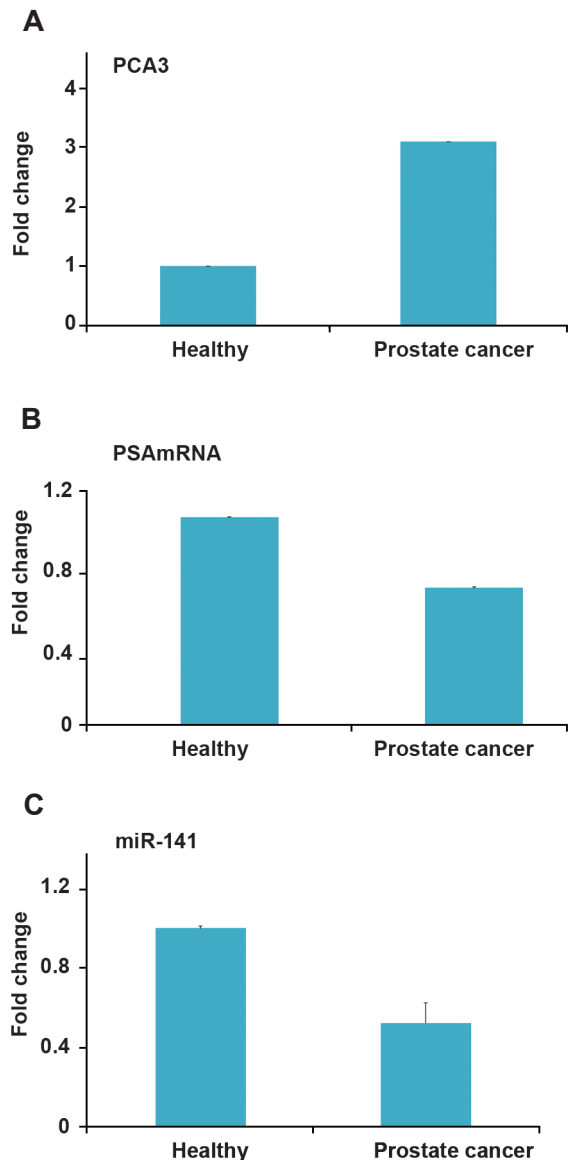 A
PCA3
Fold change
4
3
2
1
0
Healthy Prostate cancer
B
PSAmRNA
Fold change
1.2
0.8
0.4
0
Healthy Prostate cancer
C
miR-141
Fold change
1.2
0.8
0.4
0
Healthy Prostate cancer